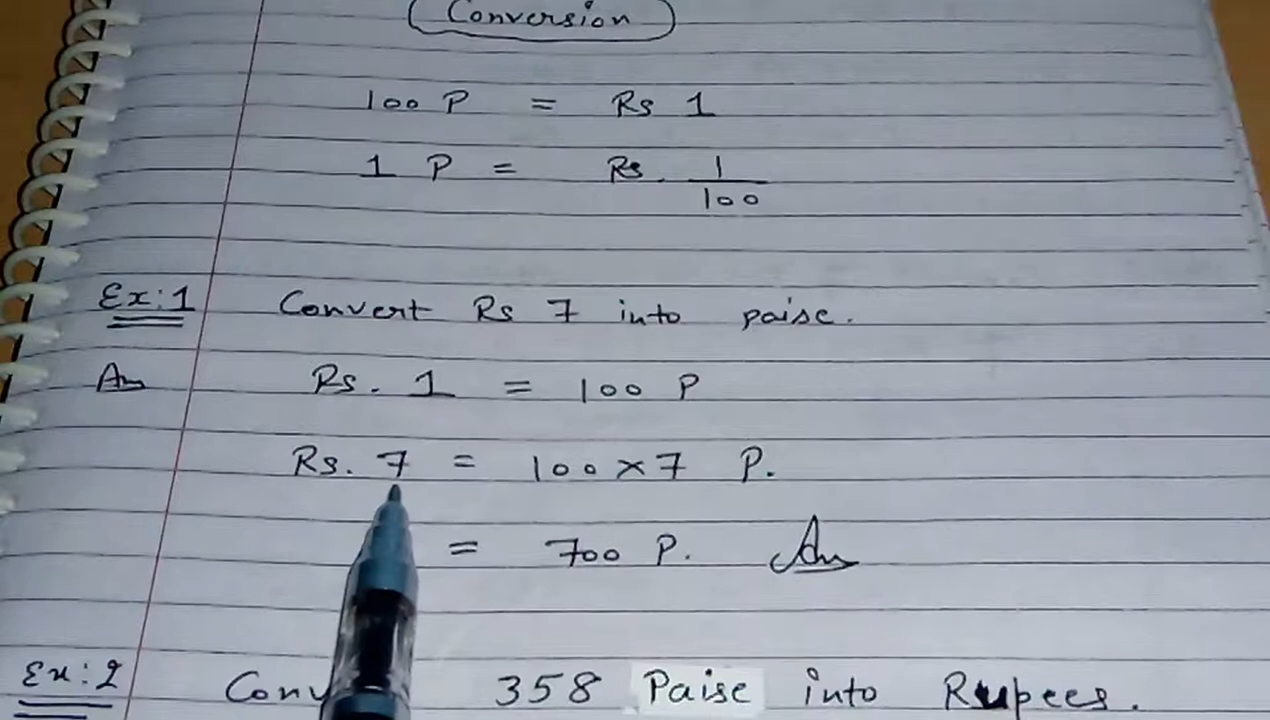 Conversion
100 P = Rs 1
1 P = Rs. 1/100
Ex:1 Convert Rs 7 into paise.
Ans Rs. 1 = 100 P
Rs. 7 = 100 × 7 P.
= 700 P. Ans
Ex:2 358 Paise into Rupees.